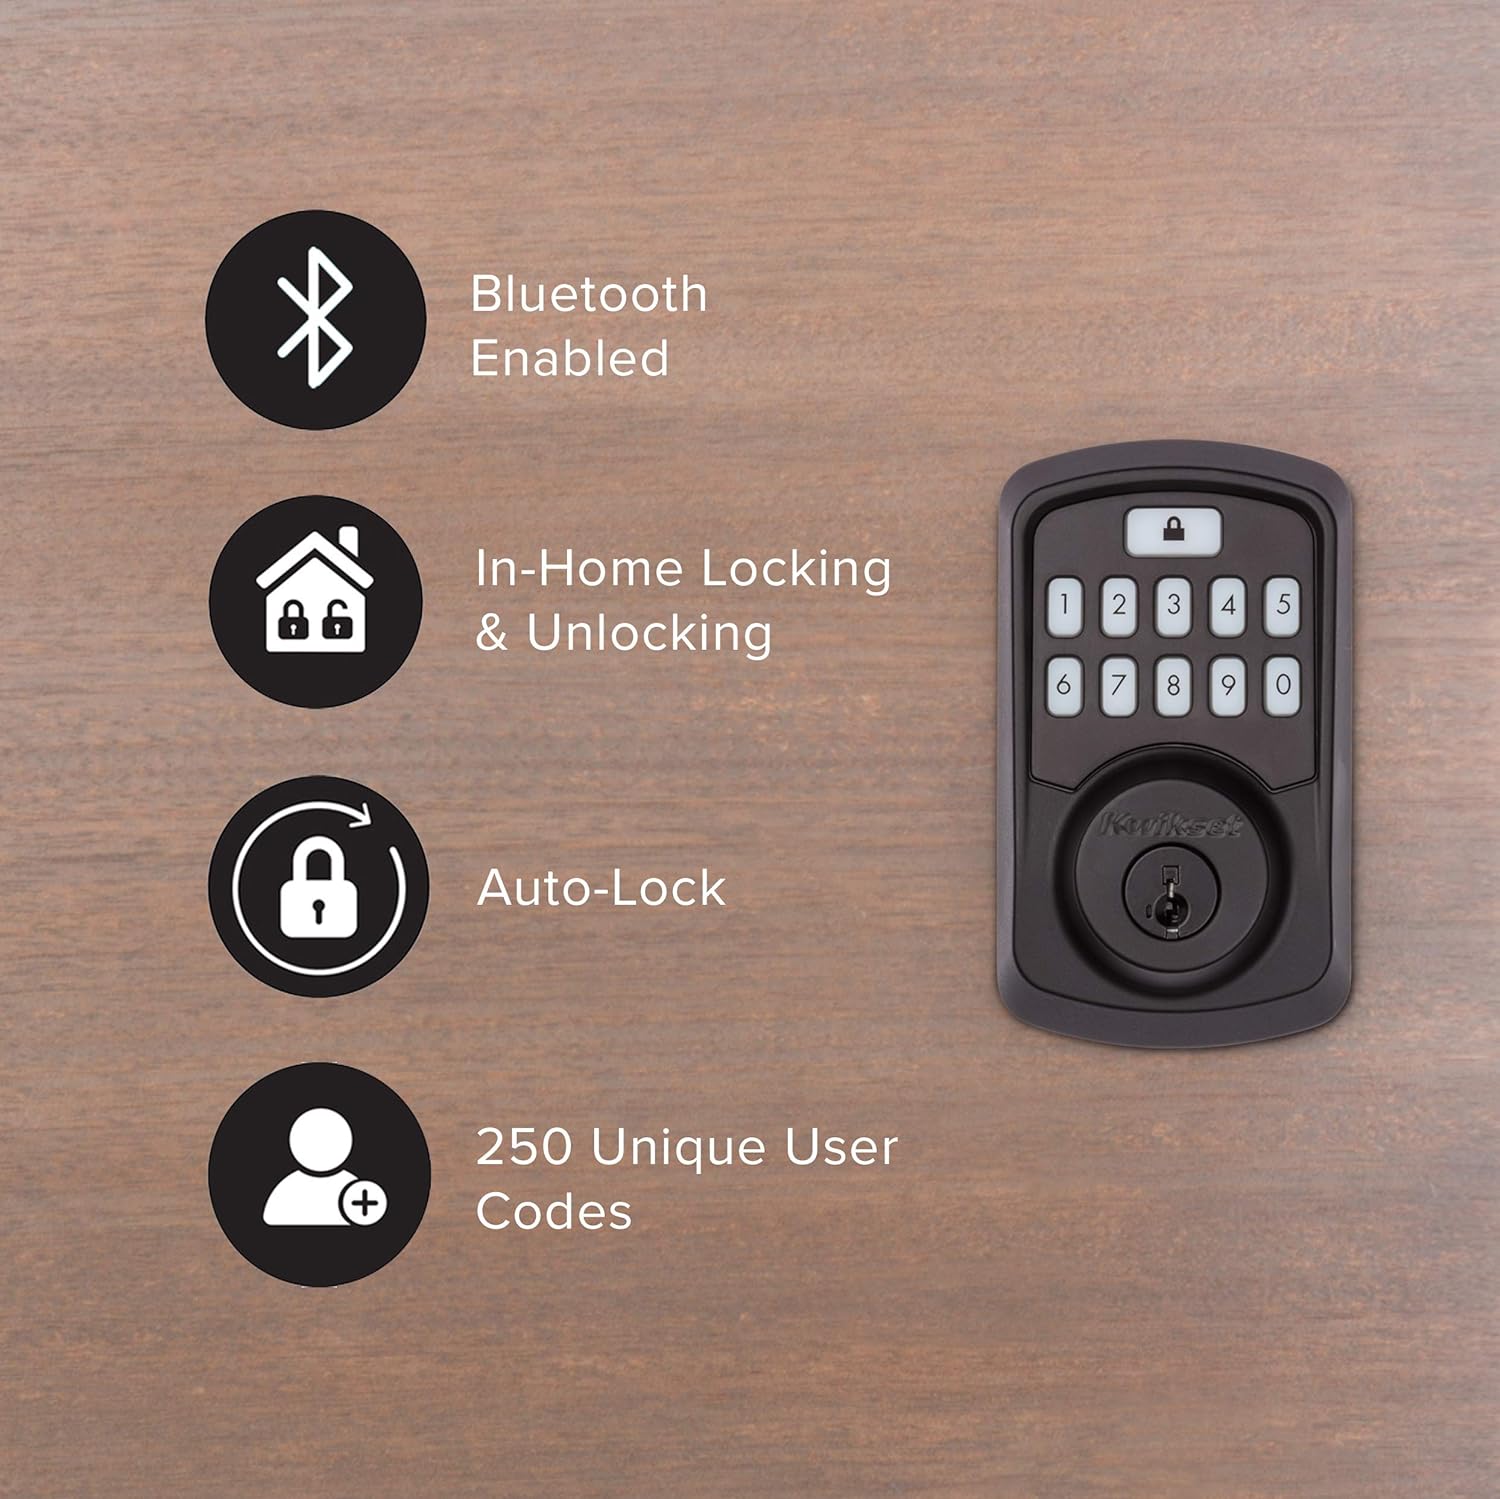 Bluetooth
Enabled
In-Home Locking
& Unlocking
Auto-Lock
250 Unique User
Codes
1 2 3 4 5
6 7 8 9 0
Kwikset